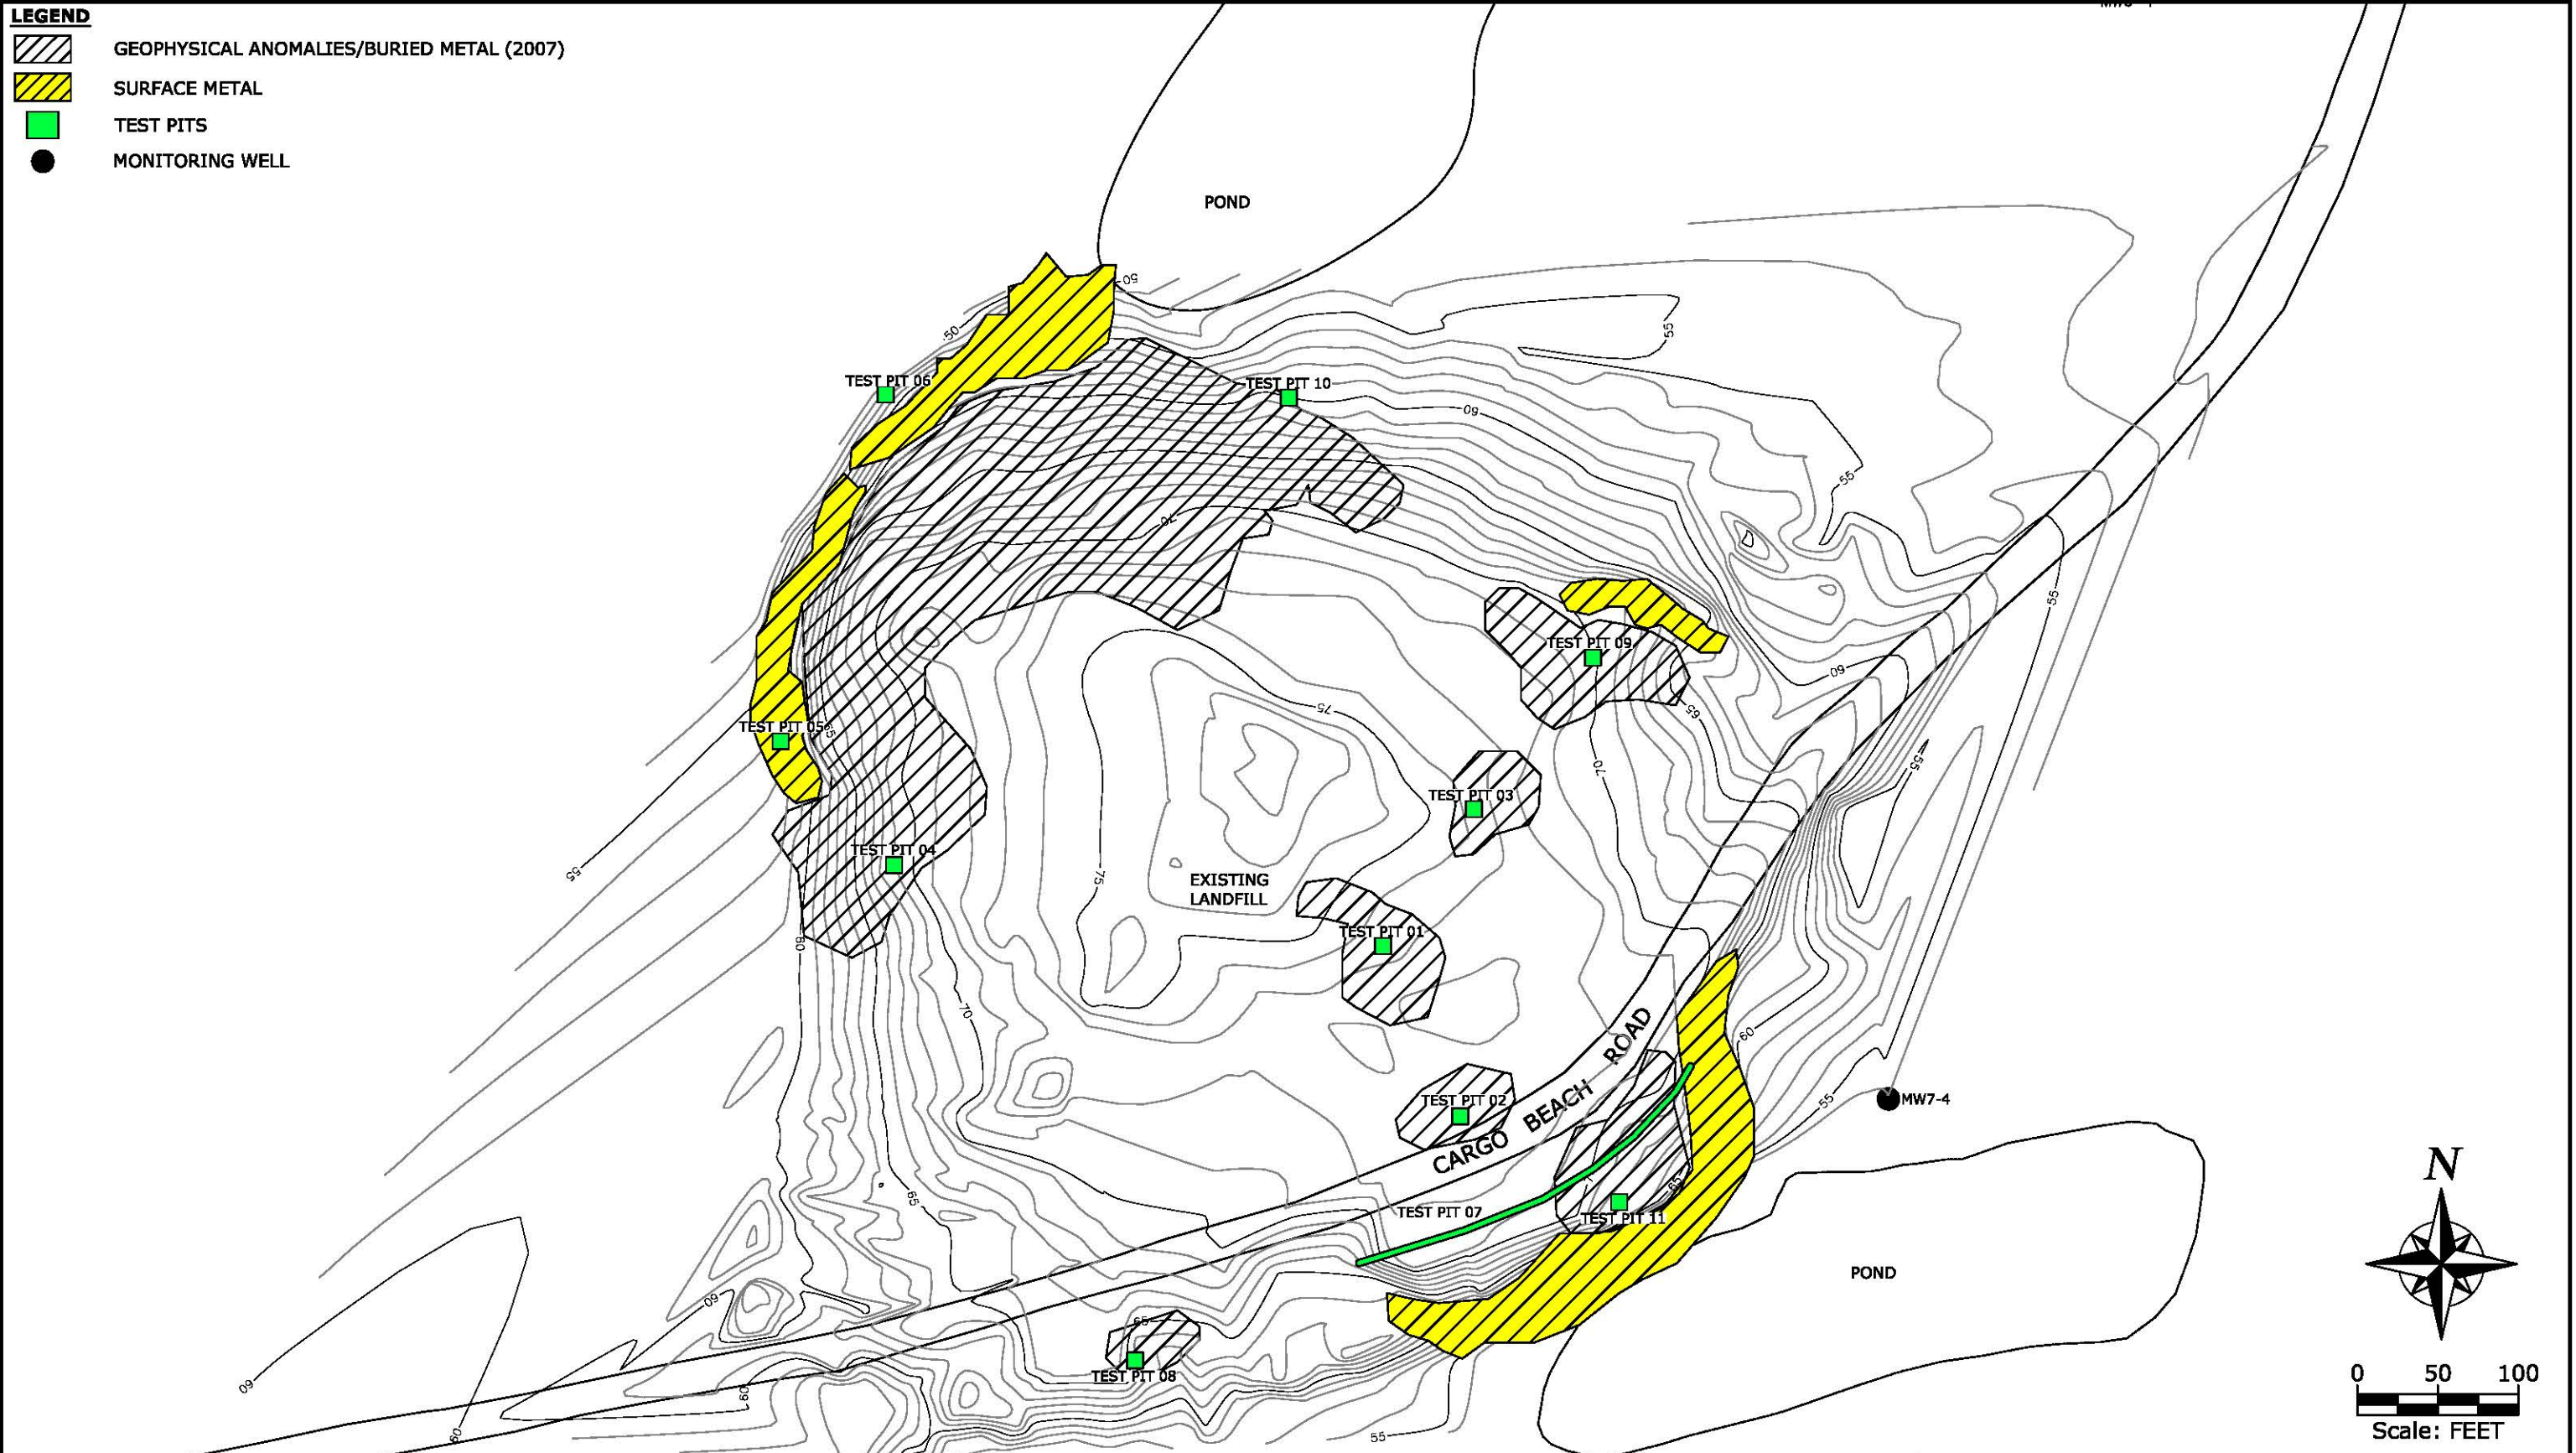 LEGEND
GEOPHYSICAL ANOMALIES/BURIED METAL (2007)
SURFACE METAL
TEST PITS
MONITORING WELL
POND
50
50
55
TEST PIT 06
TEST PIT 10
60
55
70
55
TEST PIT 09
60
75
65
TEST PIT 05
65
70
55
TEST PIT 03
TEST PIT 04
55
75
EXISTING
LANDFILL
TEST PIT 01
60
70
60
CARGO BEACH ROAD
TEST PIT 02
55
MW7-4
65
65
TEST PIT 07
TEST PIT 11
POND
60
65
TEST PIT 08
60
60
60
55
N
0 50 100
Scale: FEET